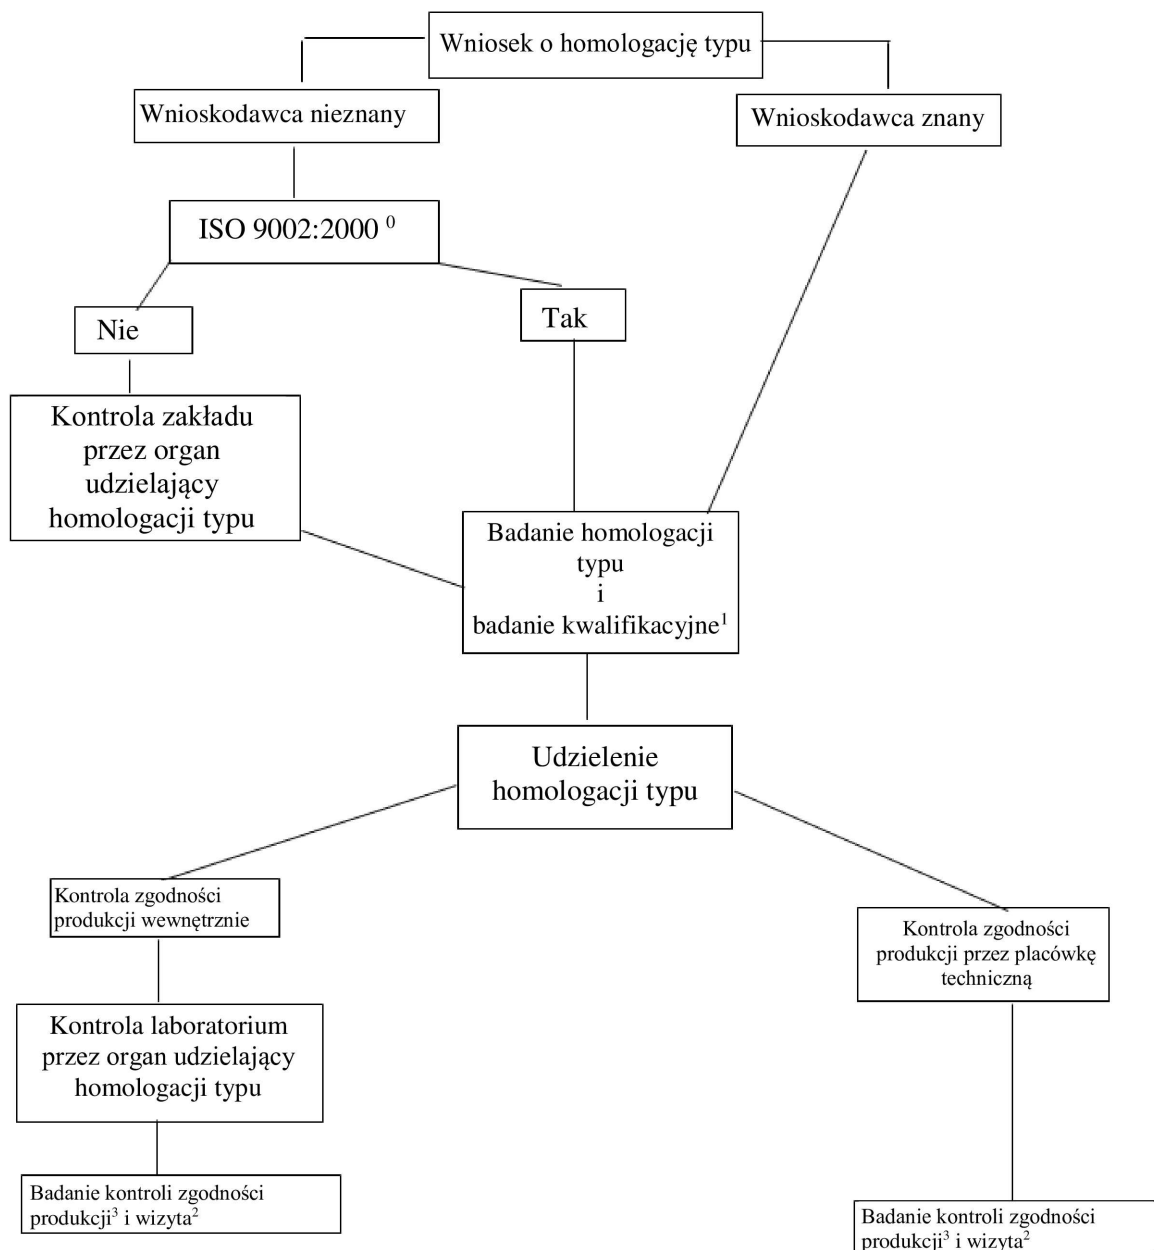 Wniosek o homologację typu
Wnioskodawca nieznany
Wnioskodawca znany
ISO 9002:2000 ⁰
Nie
Tak
Kontrola zakładu
przez organ
udzielający
homologacji typu
Badanie homologacji
typu
i
badanie kwalifikacyjne¹
Udzielenie
homologacji typu
Kontrola zgodności
produkcji wewnętrznie
Kontrola zgodności
produkcji przez placówkę
techniczną
Kontrola laboratorium
przez organ udzielający
homologacji typu
Badanie kontroli zgodności
produkcji³ i wizyta²
Badanie kontroli zgodności
produkcji³ i wizyta²